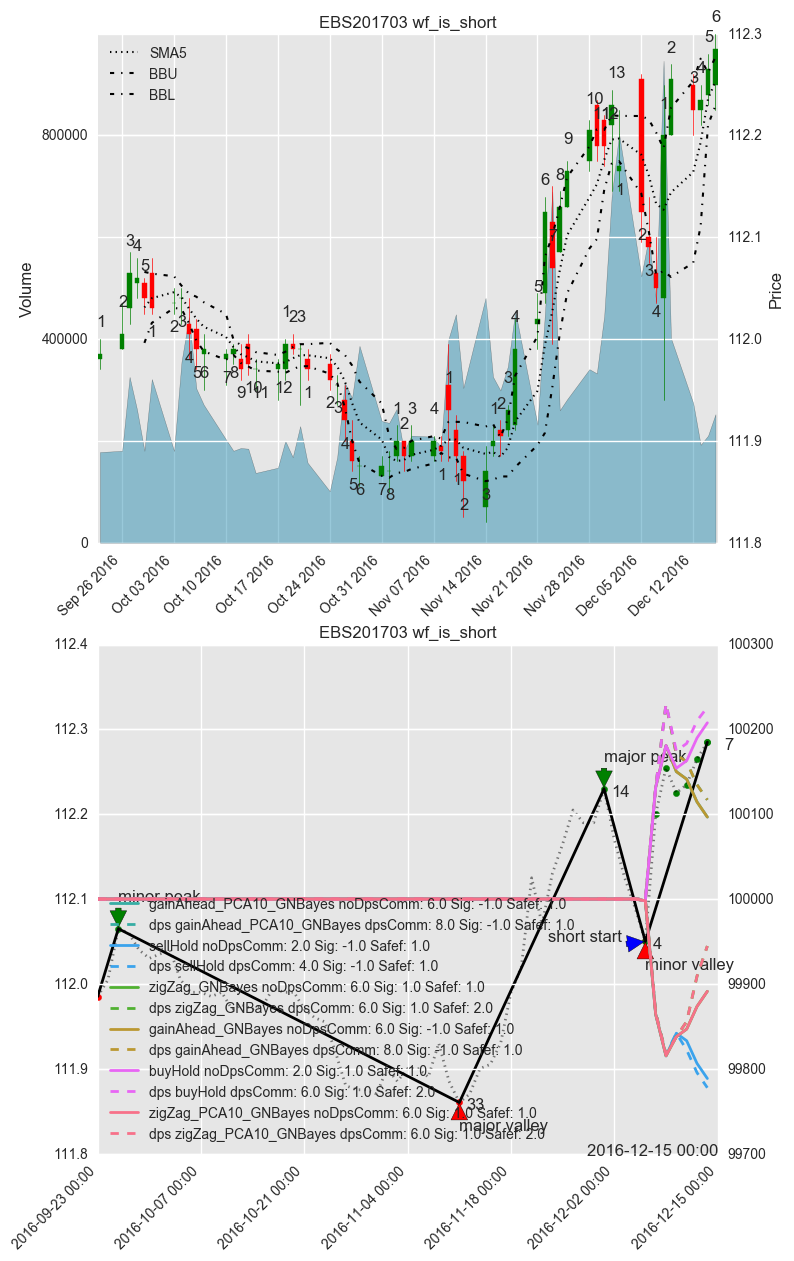 EBS201703 wf_is_short
SMA5
BBU
BBL
Volume
800000
400000
0
Price
112.3
112.2
112.1
112.0
111.9
111.8
Sep 26 2016
Oct 03 2016
Oct 10 2016
Oct 17 2016
Oct 24 2016
Oct 31 2016
Nov 07 2016
Nov 14 2016
Nov 21 2016
Nov 28 2016
Dec 05 2016
Dec 12 2016
EBS201703 wf_is_short
112.4
112.3
112.2
112.1
112.0
111.9
111.8
100300
100200
100100
100000
99900
99800
99700
major peak
14
7
minor peak
short start
4
minor valley
33
major valley
gainAhead_PCA10_GNBayes noDpsComm: 6.0 Sig: -1.0 Safef: 1.0
dps gainAhead_PCA10_GNBayes dpsComm: 8.0 Sig: -1.0 Safef: 1.0
sellHold noDpsComm: 2.0 Sig: -1.0 Safef: 1.0
dps sellHold dpsComm: 4.0 Sig: -1.0 Safef: 1.0
zigZag_GNBayes noDpsComm: 6.0 Sig: 1.0 Safef: 1.0
dps zigZag_GNBayes dpsComm: 6.0 Sig: 1.0 Safef: 2.0
gainAhead_GNBayes noDpsComm: 6.0 Sig: -1.0 Safef: 1.0
dps gainAhead_GNBayes dpsComm: 8.0 Sig: -1.0 Safef: 1.0
buyHold noDpsComm: 2.0 Sig: 1.0 Safef: 1.0
dps buyHold dpsComm: 6.0 Sig: 1.0 Safef: 2.0
zigZag_PCA10_GNBayes noDpsComm: 6.0 Sig: 1.0 Safef: 1.0
dps zigZag_PCA10_GNBayes dpsComm: 6.0 Sig: 1.0 Safef: 2.0
2016-12-15 00:00
2016-09-23 00:00
2016-10-07 00:00
2016-10-21 00:00
2016-11-04 00:00
2016-11-18 00:00
2016-12-02 00:00
2016-12-15 00:00